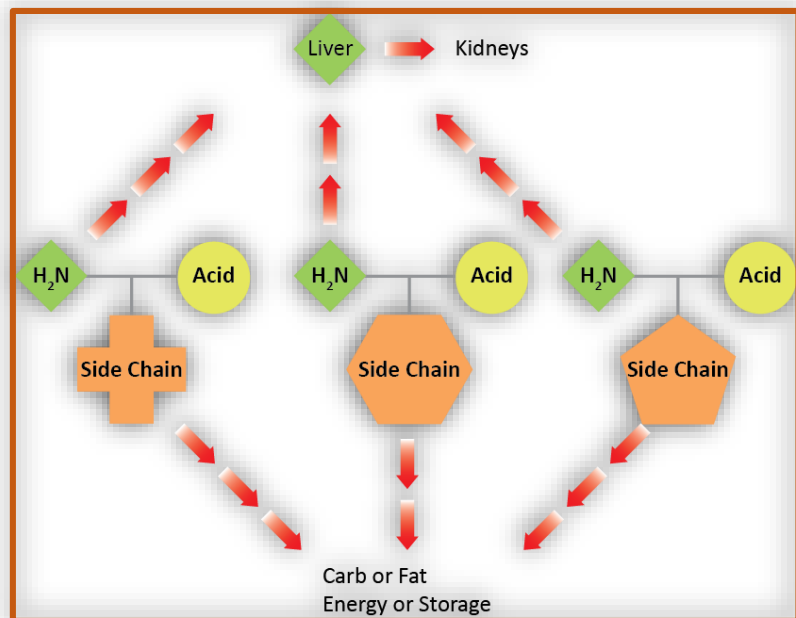 Liver
Kidneys
H₂N
Acid
H₂N
Acid
H₂N
Acid
Side Chain
Side Chain
Side Chain
Carb or Fat
Energy or Storage